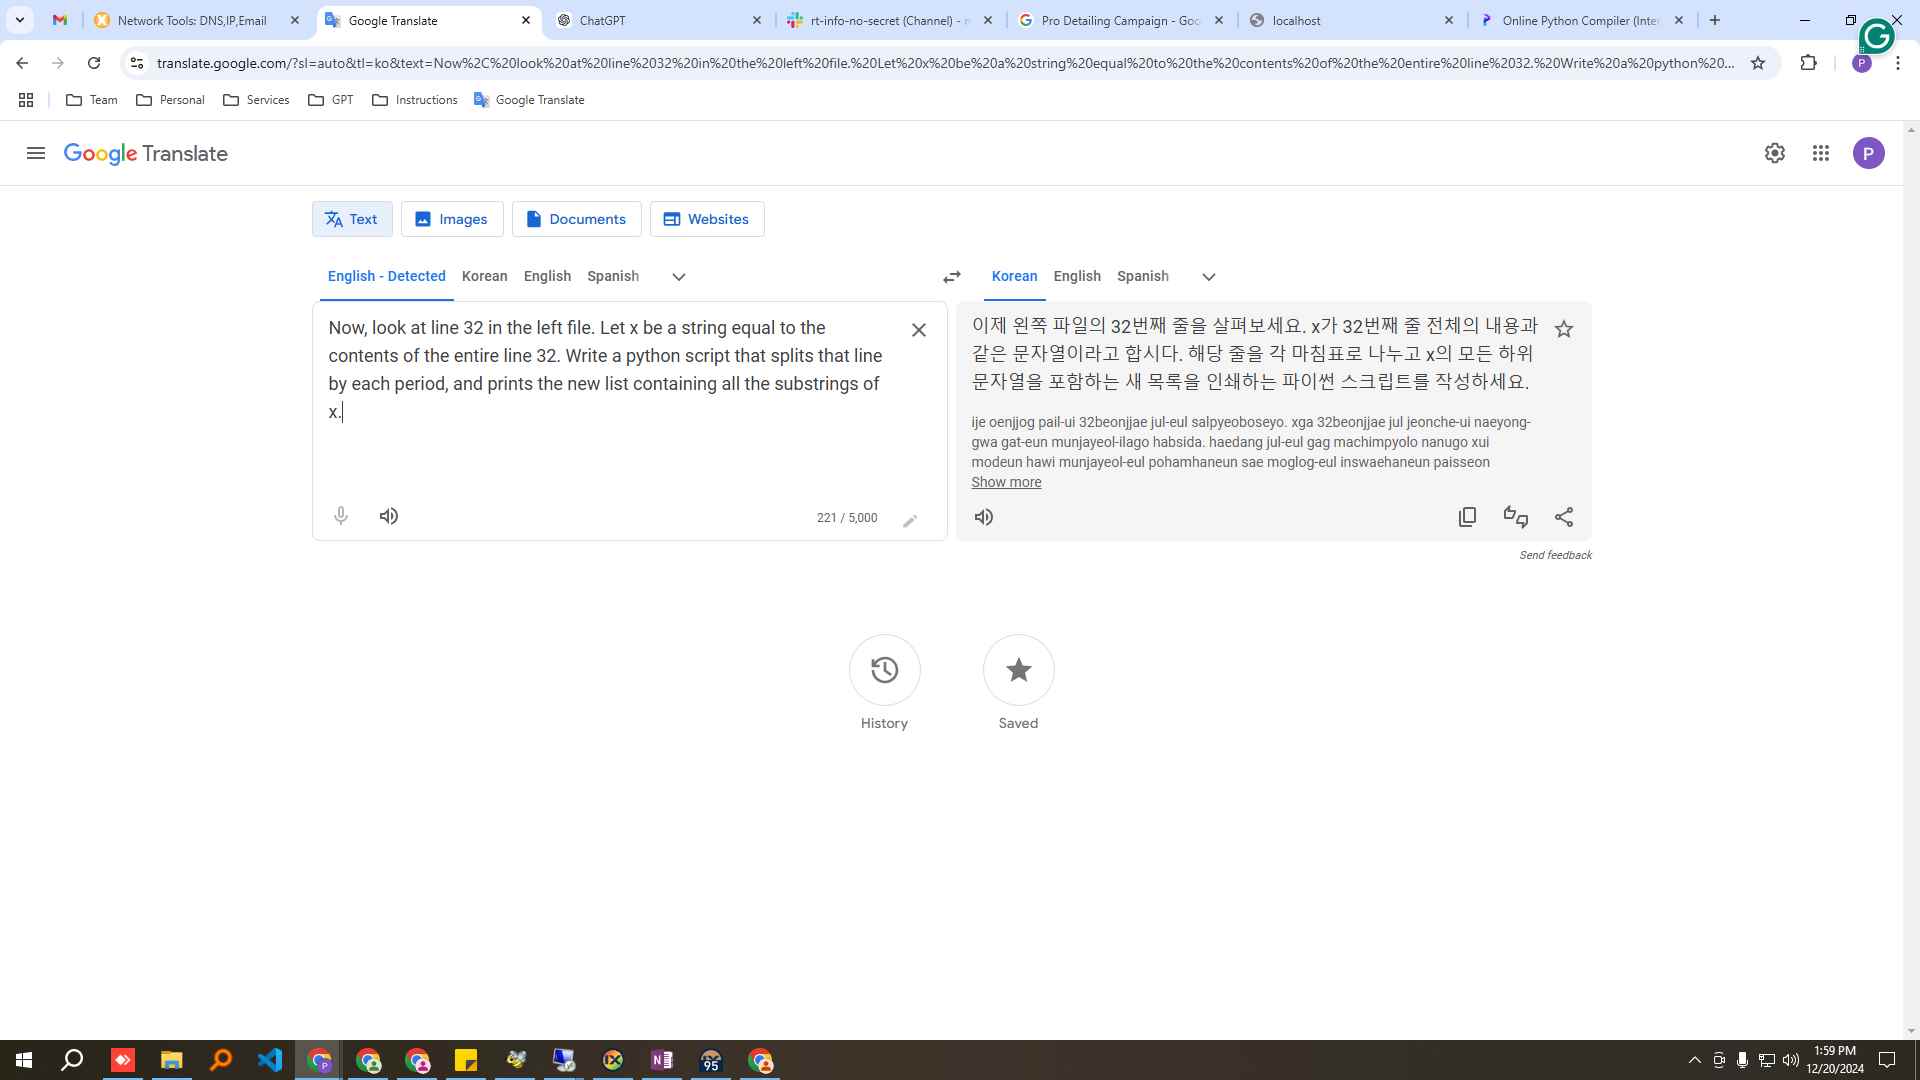 Network Tools: DNS,IP,Email
Google Translate
ChatGPT
rt-info-no-secret (Channel) -
Pro Detailing Campaign - Goo
localhost
Online Python Compiler (Inter
translate.google.com/?sl=auto&tl=ko&text=Now%2C%20look%20at%20line%2032%20in%20the%20left%20file.%20Let%20x%20be%20a%20string%20equal%20to%20the%20contents%20of%20the%20entire%20line%2032.%20Write%20a%20python%20...
P
Team
Personal
Services
GPT
Instructions
Google Translate
Google Translate
P
Text
Images
Documents
Websites
English - Detected
Korean
English
Spanish
Korean
English
Spanish
Now, look at line 32 in the left file. Let x be a string equal to the
contents of the entire line 32. Write a python script that splits that line
by each period, and prints the new list containing all the substrings of
x.
221 / 5,000
이제 왼쪽 파일의 32번째 줄을 살펴보세요. x가 32번째 줄 전체의 내용과
같은 문자열이라고 합시다. 해당 줄을 각 마침표로 나누고 x의 모든 하위
문자열을 포함하는 새 목록을 인쇄하는 파이썬 스크립트를 작성하세요.
ije oenjjog pail-ui 32beonjjae jul-eul salpyeoboseyo. xga 32beonjjae jul jeonche-ui naeyong-
gwa gat-eun munjayeol-ilago habsida. haedang jul-eul gag machimpyolo nanugo xui
modeun hawi munjayeol-eul pohamhaneun sae moglog-eul inswaehaneun paisseon
Show more
Send feedback
History
Saved
95
1:59 PM
12/20/2024